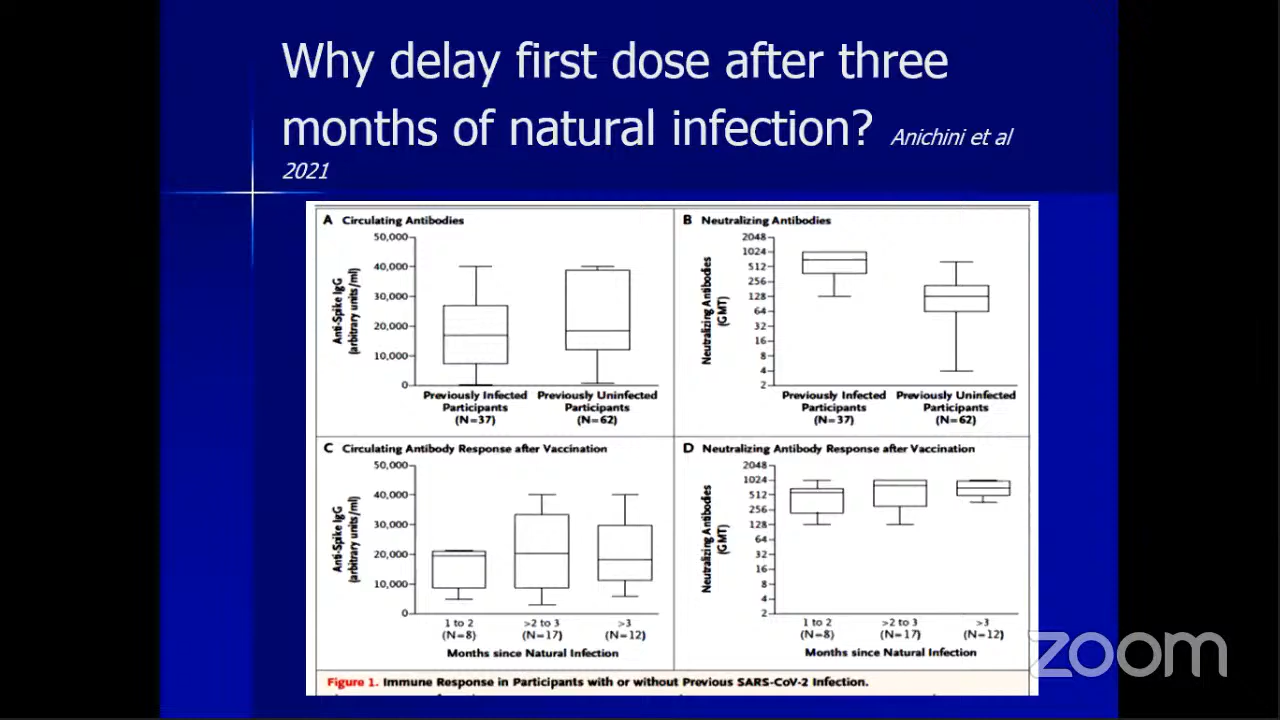 Why delay first dose after three
months of natural infection? Anichini et al
2021
A Circulating Antibodies
50,000
40,000
30,000
20,000
10,000
0
Anti-Spike IgG
(arbitrary units/ml)
Previously Infected
Participants
(N=37)
Previously Uninfected
Participants
(N=62)
B Neutralizing Antibodies
2048
1024
512
256
128
64
32
16
8
4
2
Neutralizing Antibodies
(GMT)
Previously Infected
Participants
(N=37)
Previously Uninfected
Participants
(N=62)
C Circulating Antibody Response after Vaccination
50,000
40,000
30,000
20,000
10,000
0
Anti-Spike IgG
(arbitrary units/ml)
1 to 2
(N=8)
>2 to 3
(N=17)
>3
(N=12)
Months since Natural Infection
D Neutralizing Antibody Response after Vaccination
2048
1024
512
256
128
64
32
16
8
4
2
Neutralizing Antibodies
(GMT)
1 to 2
(N=8)
>2 to 3
(N=17)
>3
(N=12)
Months since Natural Infection
Figure 1. Immune Response in Participants with or without Previous SARS-CoV-2 Infection.
zoom